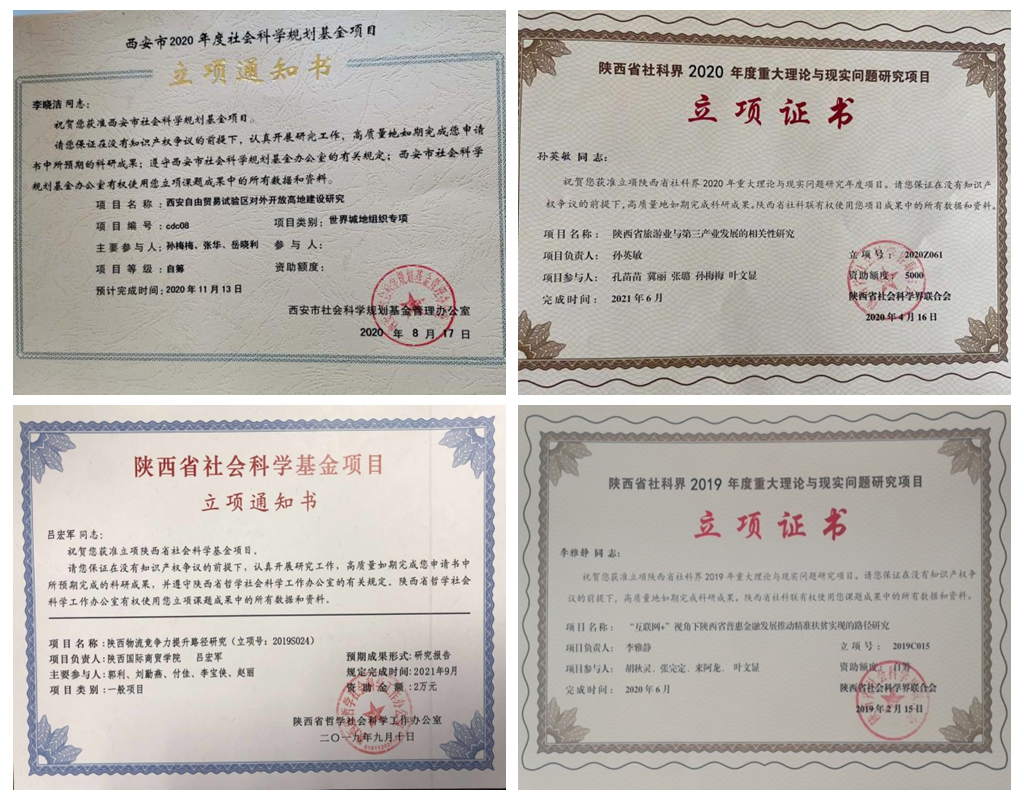 西安市2020年度社会科学规划基金项目
立项通知书
李晓洁同志：
祝贺您获准西安市社会科学规划基金项目。
请您保证在没有知识产权争议的前提下，认真开展研究工作，高质量地如期完成您申请
书中所预期的科研成果；遵守西安市社会科学规划基金办公室的有关规定；西安市社会科学
规划基金办公室有权使用您立项课题成果中的所有数据和资料。
项目名称：西安自由贸易试验区对外开放高地建设研究
项目编号：cdc08 项目类别：世界城地组织专项
主要参与人：孙梅梅、张华、岳晓利 参与人：
项目等级：自筹 资助额度：
预计完成时间：2020年11月13日
西安市社会科学规划基金管理办公室
2020年8月17日
陕西省社科界2020年度重大理论与现实问题研究项目
立项证书
孙英敏同志：
祝贺您获准立项陕西省社科界2020年重大理论与现实问题研究年度项目。请您保证在没有知识产
权争议的前提下，高质量地如期完成科研成果。陕西省社科联有权使用您项目成果中的所有数据和资料。
项目名称：陕西省旅游业与第三产业发展的相关性研究
项目负责人：孙英敏 立项号：2020Z061
项目参与人：孔苗苗 冀丽 张璐 孙梅梅 叶文显 资助额度：5000
完成时间：2021年6月 陕西省社会科学界联合会
2020年4月16日
陕西省社会科学基金项目
立项通知书
吕宏军同志：
祝贺您获准立项陕西省社会科学基金项目。
请您保证在没有知识产权争议的前提下，认真开展研究工作，高质量如期完成您申请书中
所预期完成的科研成果，并遵守陕西省哲学社会科学工作办公室的有关规定。陕西省哲学社会
科学工作办公室有权使用您立项课题成果中的所有数据和资料。
项目名称：陕西物流竞争力提升路径研究（立项号：2019S024）
项目负责人：陕西国际商贸学院 吕宏军 预期成果形式：研究报告
主要参与人：郭利、刘勤燕、付佳、李宝侠、赵丽 规定完成时间：2021年9月
项目类别：一般项目 资助金额：2万元
陕西省哲学社会科学工作办公室
二〇一九年九月十日
陕西省社科界2019年度重大理论与现实问题研究项目
立项证书
李雅静同志：
祝贺您获准立项陕西省社科界2019年重大理论与现实问题研究项目。请您保证在没有知识产权争
议的前提下，高质量地如期完成科研成果。陕西省社科联有权使用您课题成果中的所有数据和资料。
项目名称：“互联网+”视角下陕西省普惠金融发展推动精准扶贫实现的路径研究
项目负责人：李雅静 立项号：2019C015
项目参与人：胡秋灵、张完定、来阿龙、叶文显 资助额度：自筹
完成时间：2020年6月 陕西省社会科学界联合会
2019年2月15日